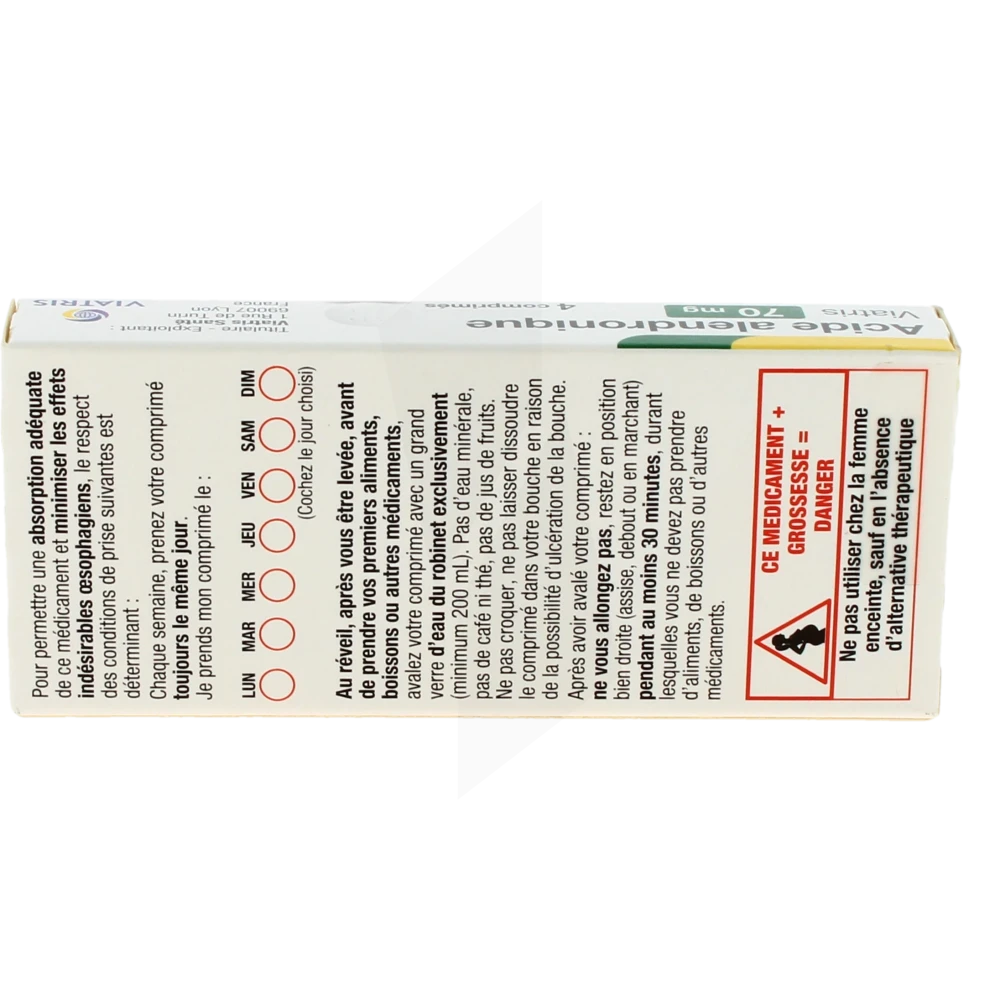 Pour permettre une absorption adéquate
de ce médicament et minimiser les effets
indésirables œsophagiens, le respect
des conditions de prise suivantes est
déterminant :
Chaque semaine, prenez votre comprimé
toujours le même jour.
Je prends mon comprimé le :
LUN MAR MER JEU VEN SAM DIM
(Cochez le jour choisi)
Au réveil, après vous être levée, avant
de prendre vos premiers aliments,
boissons ou autres médicaments,
avalez votre comprimé avec un grand
verre d'eau du robinet exclusivement
(minimum 200 mL). Pas d'eau minérale,
pas de café ni thé, pas de jus de fruits.
Ne pas croquer, ne pas laisser dissoudre
le comprimé dans votre bouche en raison
de la possibilité d'ulcération de la bouche.
Après avoir avalé votre comprimé :
ne vous allongez pas, restez en position
bien droite (assise, debout ou en marchant)
pendant au moins 30 minutes, durant
lesquelles vous ne devez pas prendre
d'aliments, de boissons ou d'autres
médicaments.
CE MEDICAMENT +
GROSSESSE =
DANGER
Ne pas utiliser chez la femme
enceinte, sauf en l'absence
d'alternative thérapeutique
Acide alendronique
Viatris
70 mg
4 comprimés
Titulaire - Exploitant :
Viatris Santé
1 Rue de Turin
69007 Lyon
France
VIATRIS